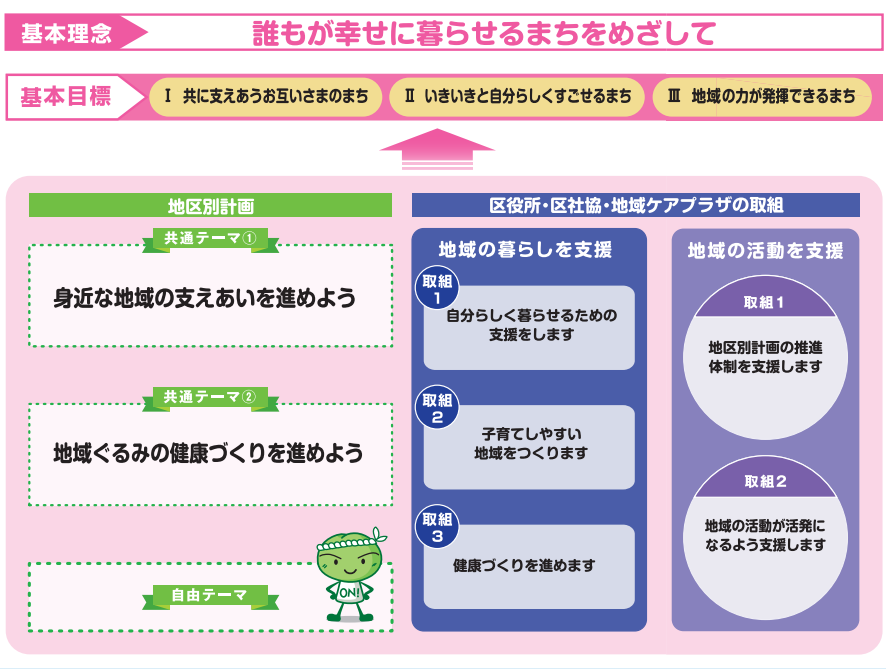 基本理念
誰もが幸せに暮らせるまちをめざして
基本目標
Ⅰ 共に支えあうお互いさまのまち
Ⅱ いきいきと自分らしくすごせるまち
Ⅲ 地域の力が発揮できるまち
地区別計画
共通テーマ①
身近な地域の支えあいを進めよう
共通テーマ②
地域ぐるみの健康づくりを進めよう
自由テーマ
ON!
区役所・区社協・地域ケアプラザの取組
地域の暮らしを支援
取組
1
自分らしく暮らせるための
支援をします
取組
2
子育てしやすい
地域をつくります
取組
3
健康づくりを進めます
地域の活動を支援
取組1
地区別計画の推進
体制を支援します
取組2
地域の活動が活発に
なるよう支援します